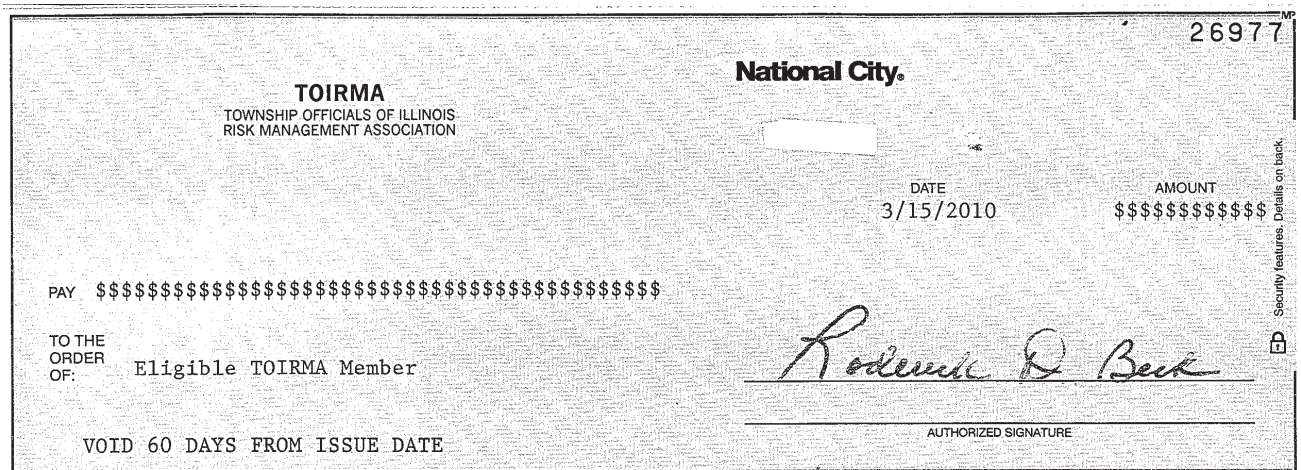 MP
26977
National City®
TOIRMA
TOWNSHIP OFFICIALS OF ILLINOIS
RISK MANAGEMENT ASSOCIATION
DATE
3/15/2010
AMOUNT
$$$$$$$$$$$$
PAY $$$$$$$$$$$$$$$$$$$$$$$$$$$$$$$$$$$$$$$$$$$$
TO THE
ORDER
OF:
Eligible TOIRMA Member
Roderick D Beck
AUTHORIZED SIGNATURE
VOID 60 DAYS FROM ISSUE DATE
Security features. Details on back.